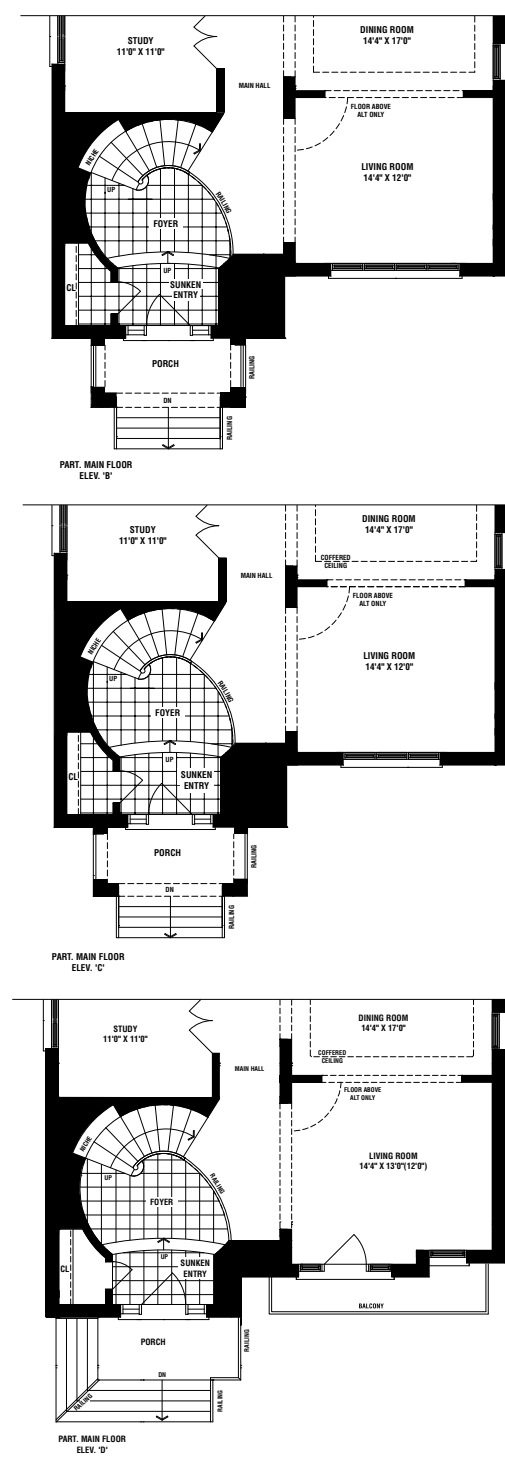 STUDY
11'0" X 11'0"
DINING ROOM
14'4" X 17'0"
MAIN HALL
FLOOR ABOVE
ALT ONLY
LIVING ROOM
14'4" X 12'0"
NICHE
UP
RAILING
FOYER
UP
CL
SUNKEN
ENTRY
PORCH
RAILING
DN
RAILING
PART. MAIN FLOOR
ELEV. 'B'
STUDY
11'0" X 11'0"
DINING ROOM
14'4" X 17'0"
COFFERED
CEILING
MAIN HALL
FLOOR ABOVE
ALT ONLY
LIVING ROOM
14'4" X 12'0"
NICHE
UP
RAILING
FOYER
UP
CL
SUNKEN
ENTRY
PORCH
RAILING
DN
RAILING
PART. MAIN FLOOR
ELEV. 'C'
STUDY
11'0" X 11'0"
DINING ROOM
14'4" X 17'0"
COFFERED
CEILING
MAIN HALL
FLOOR ABOVE
ALT ONLY
LIVING ROOM
14'4" X 13'0"(12'0")
NICHE
UP
RAILING
FOYER
UP
CL
SUNKEN
ENTRY
BALCONY
PORCH
RAILING
DN
RAILING
RAILING
PART. MAIN FLOOR
ELEV. 'D'